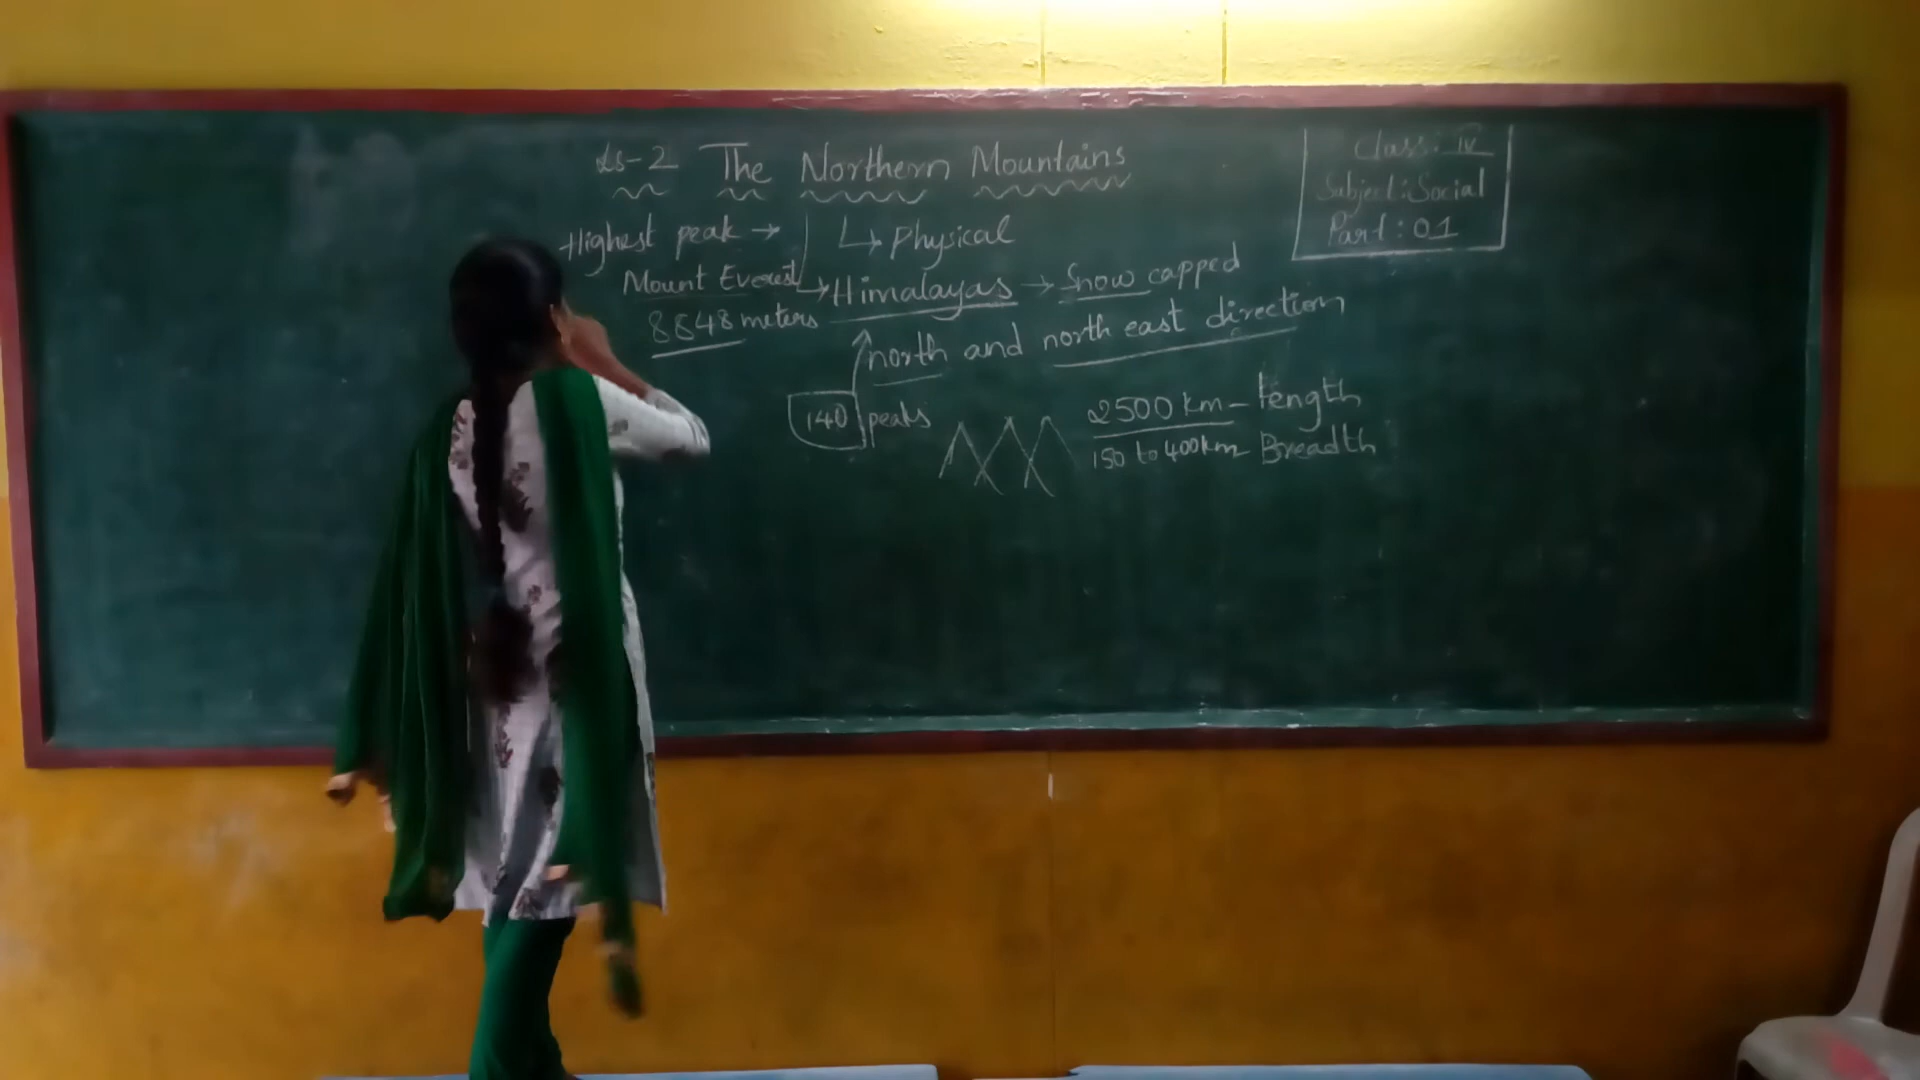 Ls-2 The Northern Mountains
Class: IV
Subject: Social
Part: 01
Highest peak → ↳ Physical
Mount Everest ↳ Himalayas → Snow capped
8848 meters
north and north east direction
140 peaks
2500 km - Length
150 to 400km Breadth